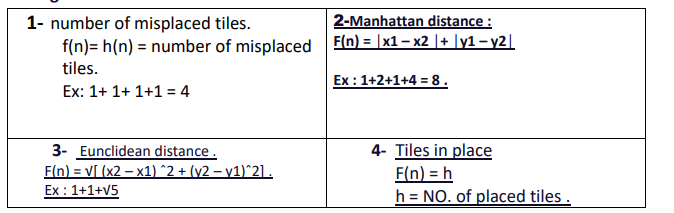 1- number of misplaced tiles.
f(n)= h(n) = number of misplaced
tiles.
Ex: 1+ 1+ 1+1 = 4
2-Manhattan distance :
F(n) = |x1 – x2 |+ |y1 – y2|
Ex : 1+2+1+4 = 8 .
3- Eunclidean distance .
F(n) = √[ (x2 – x1) ^2 + (y2 – y1)^2] .
Ex : 1+1+√5
4- Tiles in place
F(n) = h
h = NO. of placed tiles .